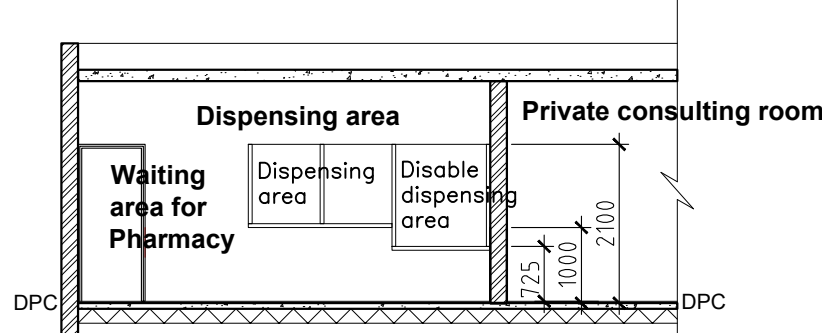 Dispensing area
Private consulting room
Waiting
area for
Pharmacy
Dispensing
area
Disable
dispensing
area
725
1000
2100
DPC
DPC